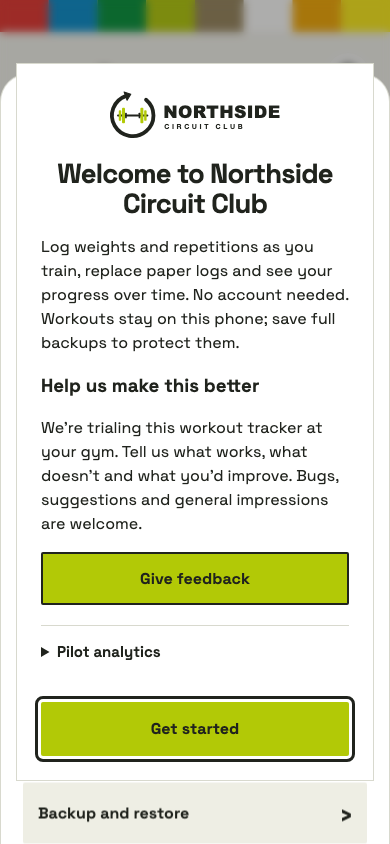 NORTHSIDE
CIRCUIT CLUB
Welcome to Northside
Circuit Club
Log weights and repetitions as you
train, replace paper logs and see your
progress over time. No account needed.
Workouts stay on this phone; save full
backups to protect them.
Help us make this better
We’re trialing this workout tracker at
your gym. Tell us what works, what
doesn’t and what you’d improve. Bugs,
suggestions and general impressions
are welcome.
Give feedback
Pilot analytics
Get started
Backup and restore